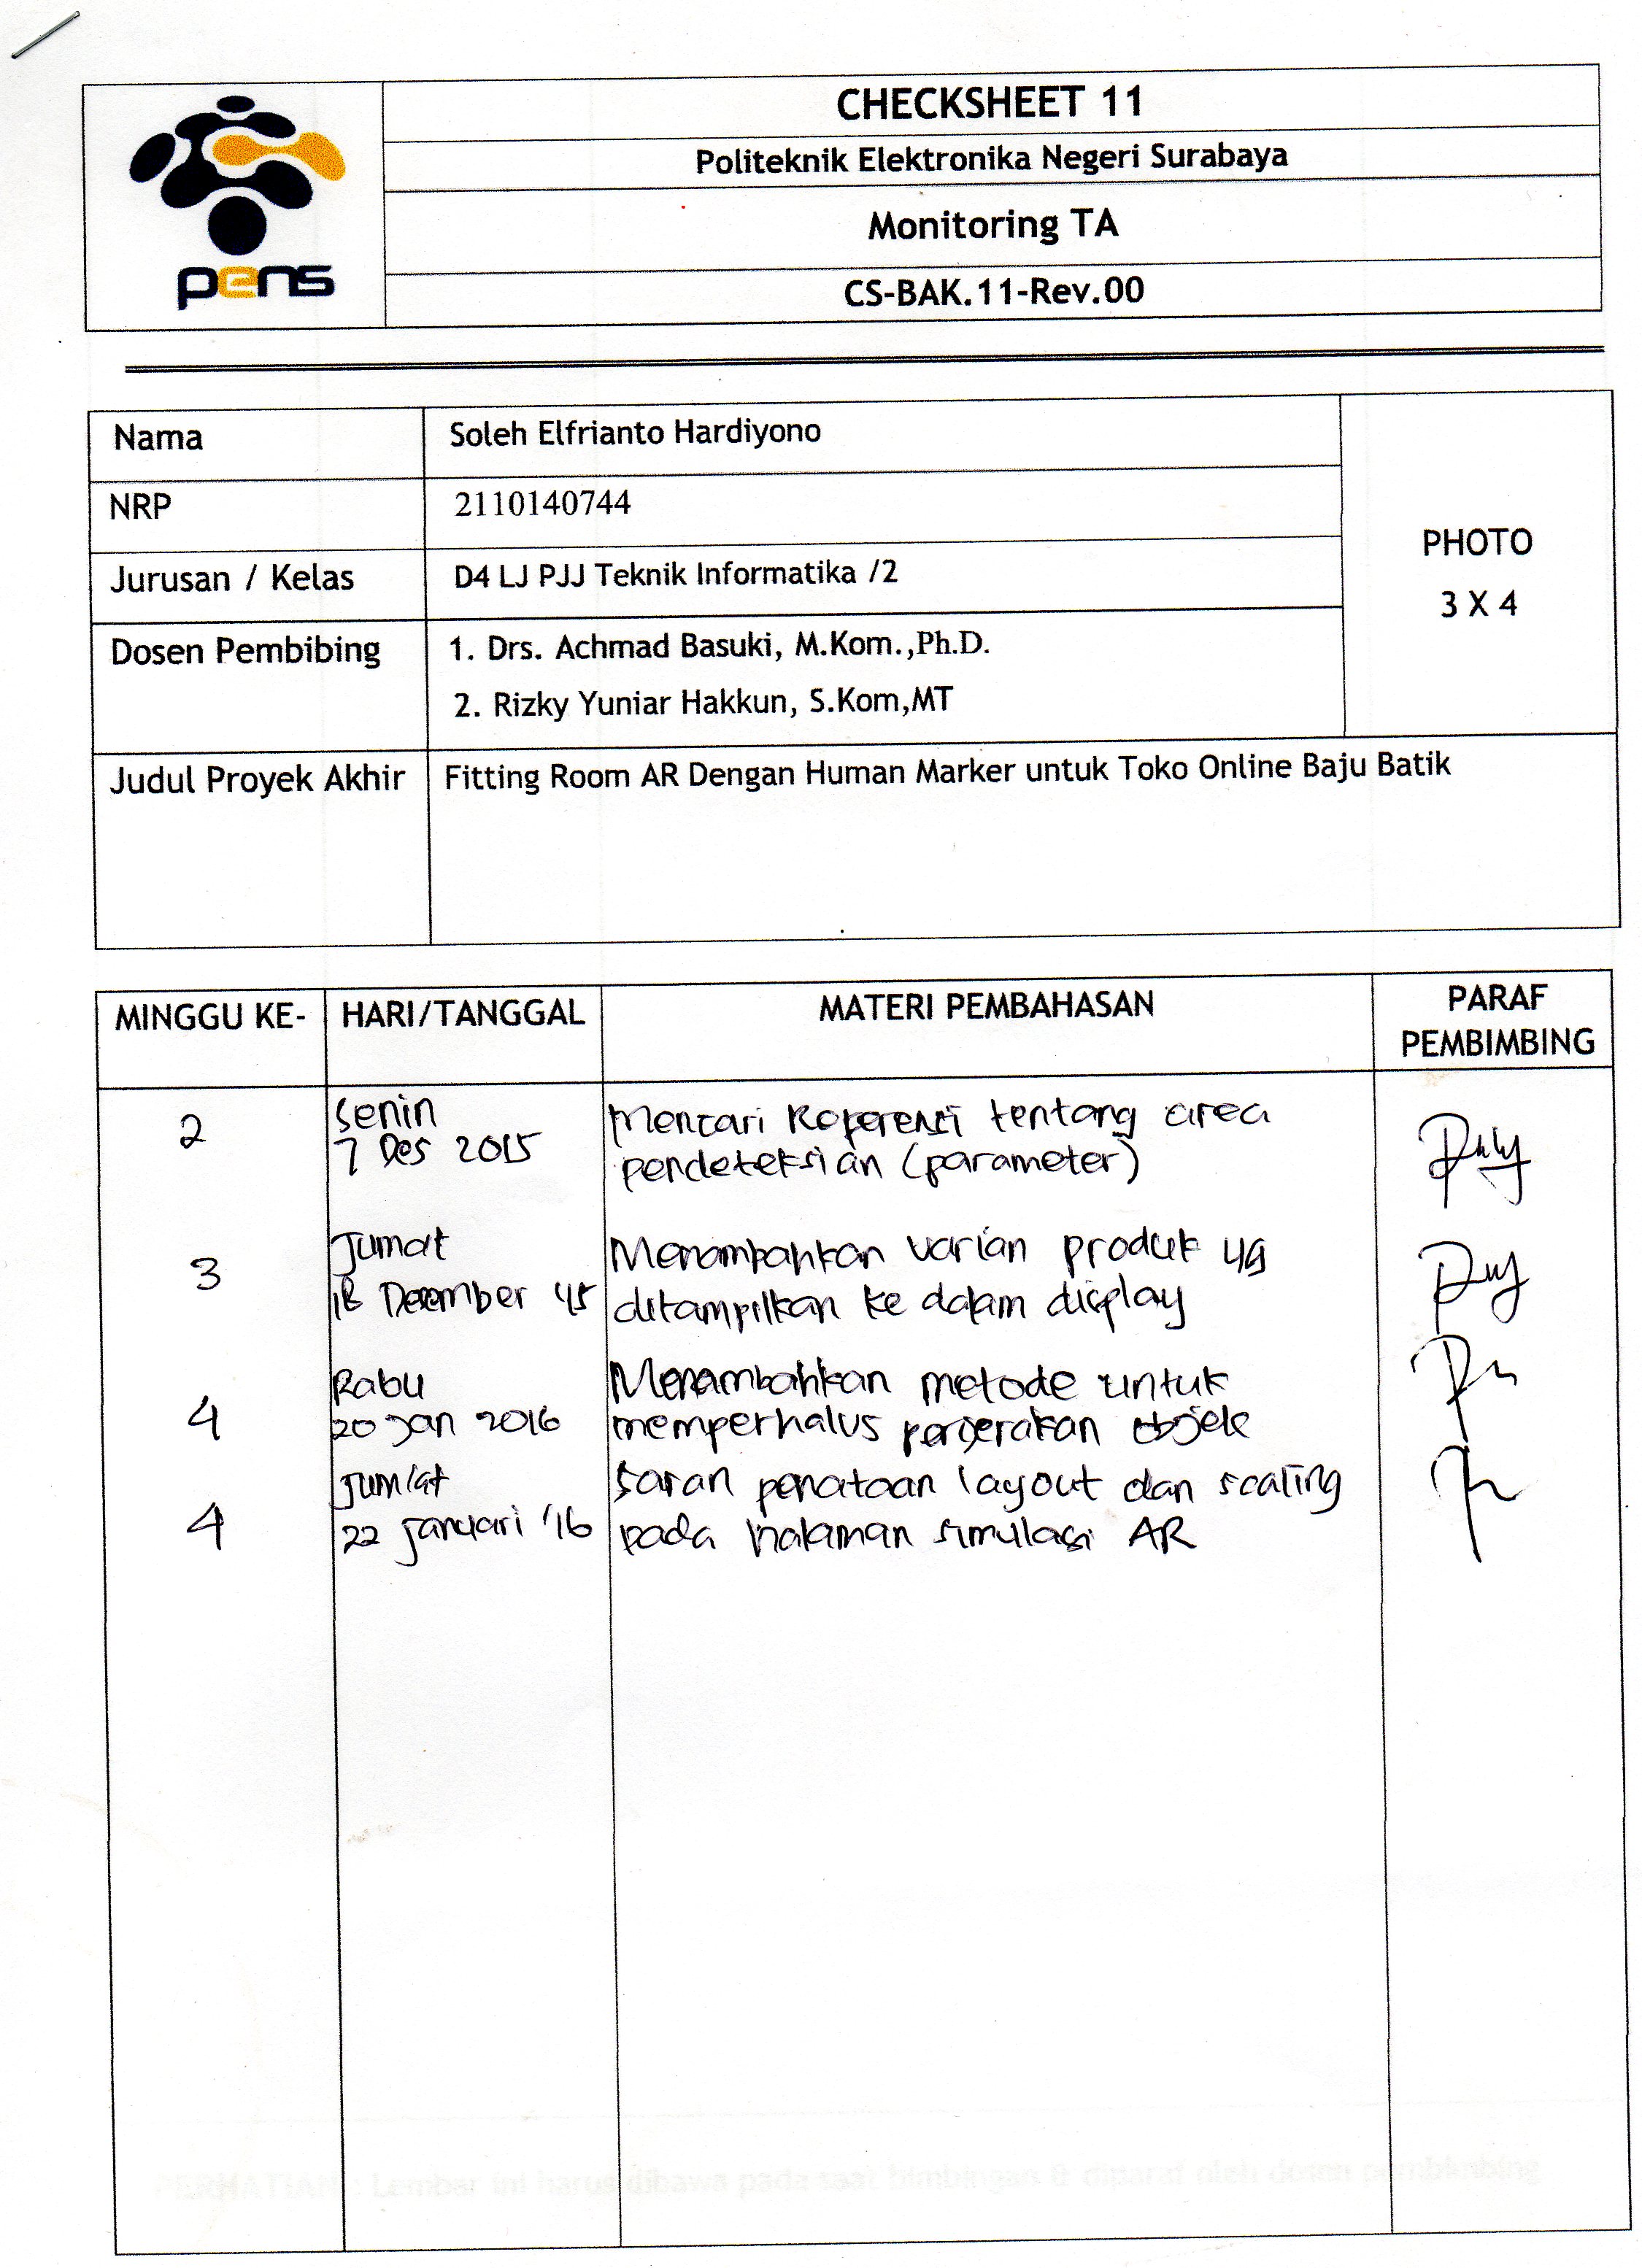 CHECKSHEET 11
Politeknik Elektronika Negeri Surabaya
Monitoring TA
CS-BAK.11-Rev.00
pens
Nama
Soleh Elfrianto Hardiyono
NRP
2110140744
Jurusan / Kelas
D4 LJ PJJ Teknik Informatika /2
Dosen Pembibing
1. Drs. Achmad Basuki, M.Kom.,Ph.D.
2. Rizky Yuniar Hakkun, S.Kom,MT
PHOTO
3 X 4
Judul Proyek Akhir
Fitting Room AR Dengan Human Marker untuk Toko Online Baju Batik
MINGGU KE-
HARI/TANGGAL
MATERI PEMBAHASAN
PARAF
PEMBIMBING
2
Senin
7 Des 2015
Mencari Referensi tentang area
pendeteksian (parameter)
3
Jumat
18 Desember '15
Menambahkan varian produk yg
ditampilkan ke dalam display
4
Rabu
20 Jan 2016
Menambahkan metode untuk
memperhalus pergerakan objek
4
Jum'at
22 Januari '16
Saran penataan layout dan scaling
pada halaman simulasi AR
PERHATIAN : Lembar ini harus dibawa pada saat bimbingan & diparaf oleh dosen pembimbing